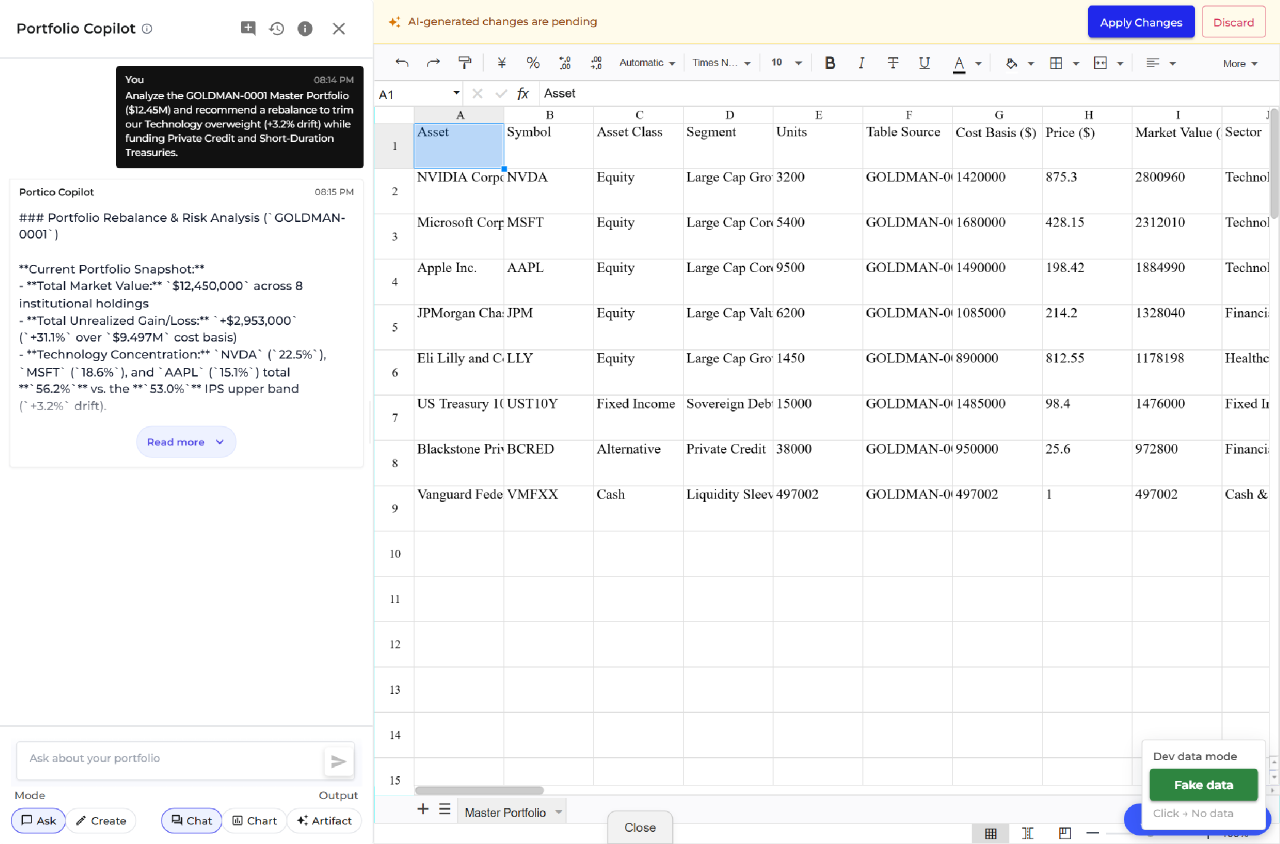 Portfolio Copilot
You 08:14 PM
Analyze the GOLDMAN-0001 Master Portfolio
($12.45M) and recommend a rebalance to trim
our Technology overweight (+3.2% drift) while
funding Private Credit and Short-Duration
Treasuries.
Portico Copilot 08:15 PM
### Portfolio Rebalance & Risk Analysis (`GOLDMAN-
0001`)
**Current Portfolio Snapshot:**
- **Total Market Value:** `$12,450,000` across 8
institutional holdings
- **Total Unrealized Gain/Loss:** `+$2,953,000`
(`+31.1%` over `$9.497M` cost basis)
- **Technology Concentration:** `NVDA` (`22.5%`),
`MSFT` (`18.6%`), and `AAPL` (`15.1%`) total
**`56.2%`** vs. the **`53.0%`** IPS upper band
(`+3.2%` drift).
Read more
Ask about your portfolio
Mode Output
Ask Create Chat Chart Artifact
AI-generated changes are pending
Apply Changes Discard
¥ % .00 .00 Automatic Times N... 10 B I T U A More
A1 fx Asset
A B C D E F G H I J
1 Asset Symbol Asset Class Segment Units Table Source Cost Basis ($) Price ($) Market Value ( Sector
2 NVIDIA Corpo NVDA Equity Large Cap Gro 3200 GOLDMAN-00 1420000 875.3 2800960 Technol
3 Microsoft Corp MSFT Equity Large Cap Core 5400 GOLDMAN-00 1680000 428.15 2312010 Technol
4 Apple Inc. AAPL Equity Large Cap Core 9500 GOLDMAN-00 1490000 198.42 1884990 Technol
5 JPMorgan Chas JPM Equity Large Cap Valu 6200 GOLDMAN-00 1085000 214.2 1328040 Financi
6 Eli Lilly and Co LLY Equity Large Cap Gro 1450 GOLDMAN-00 890000 812.55 1178198 Healthc
7 US Treasury 10 UST10Y Fixed Income Sovereign Debt 15000 GOLDMAN-00 1485000 98.4 1476000 Fixed In
8 Blackstone Priv BCRED Alternative Private Credit 38000 GOLDMAN-00 950000 25.6 972800 Financi
9 Vanguard Fede VMFXX Cash Liquidity Sleev 497002 GOLDMAN-00 497002 1 497002 Cash &
10
11
12
13
14
15
Master Portfolio
Close
Dev data mode
Fake data
Click → No data